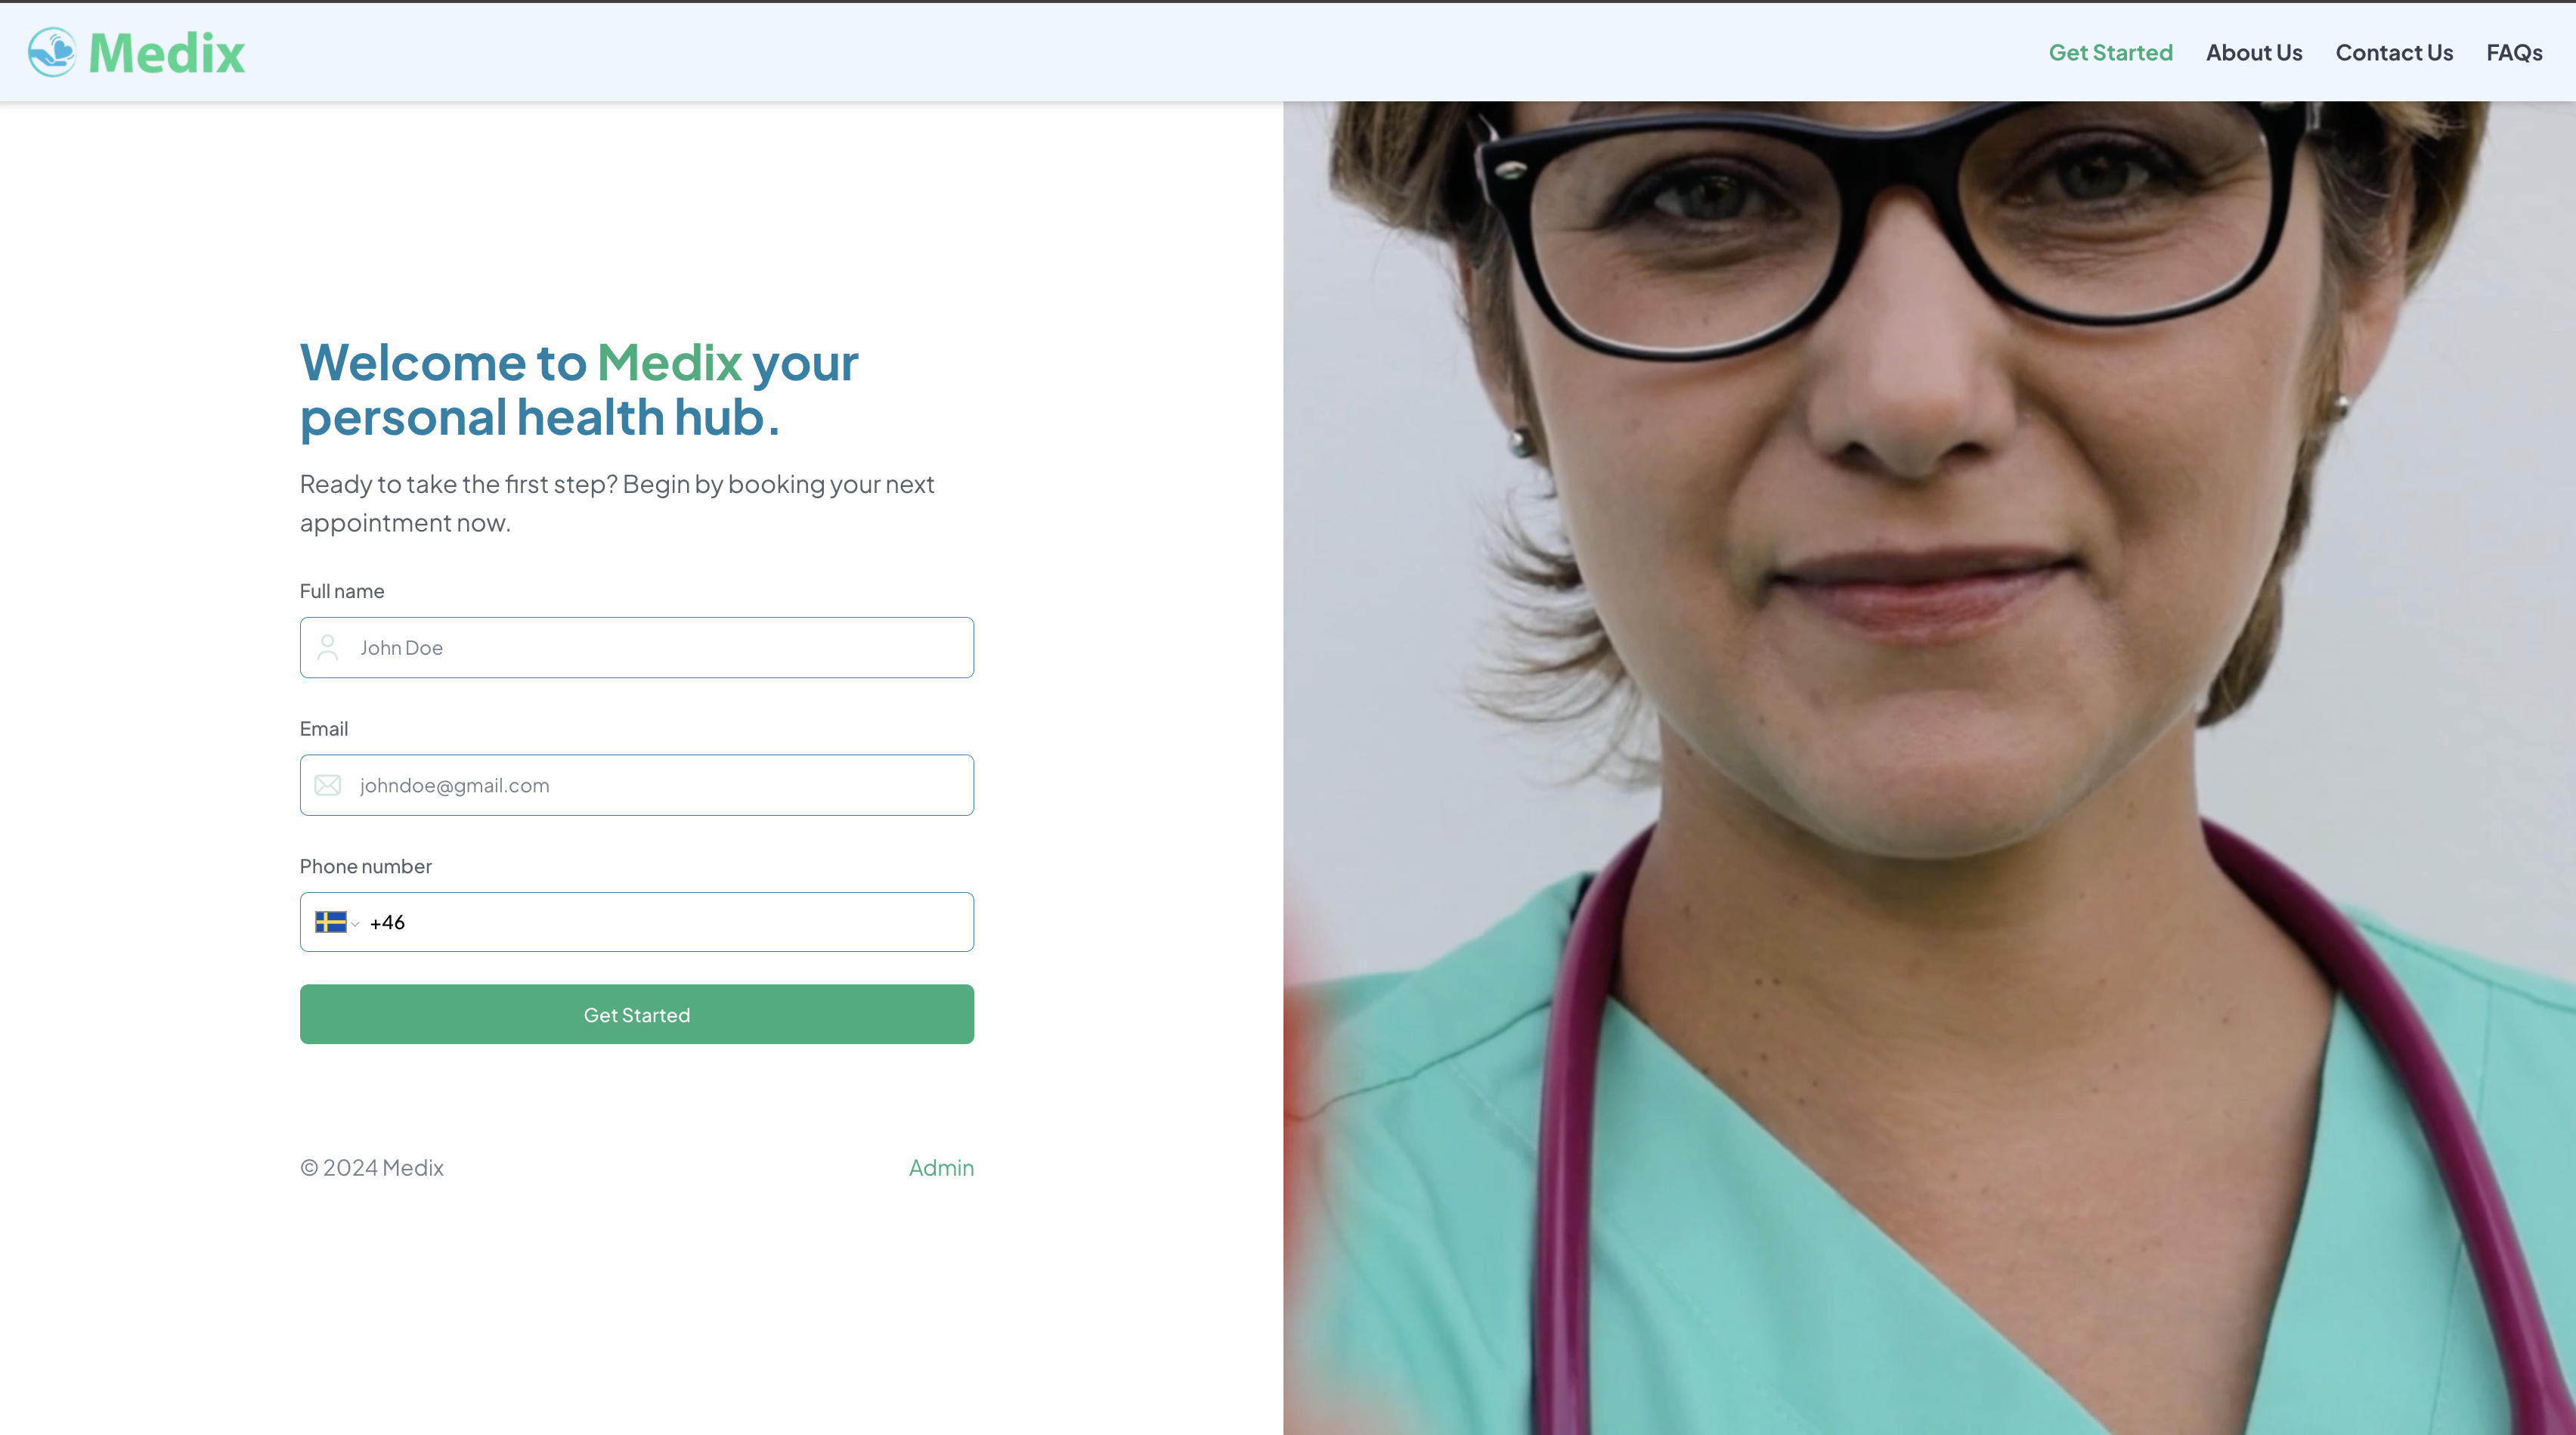 Medix
Get Started
About Us
Contact Us
FAQs
Welcome to Medix your
personal health hub.
Ready to take the first step? Begin by booking your next
appointment now.
Full name
John Doe
Email
johndoe@gmail.com
Phone number
+46
Get Started
© 2024 Medix
Admin